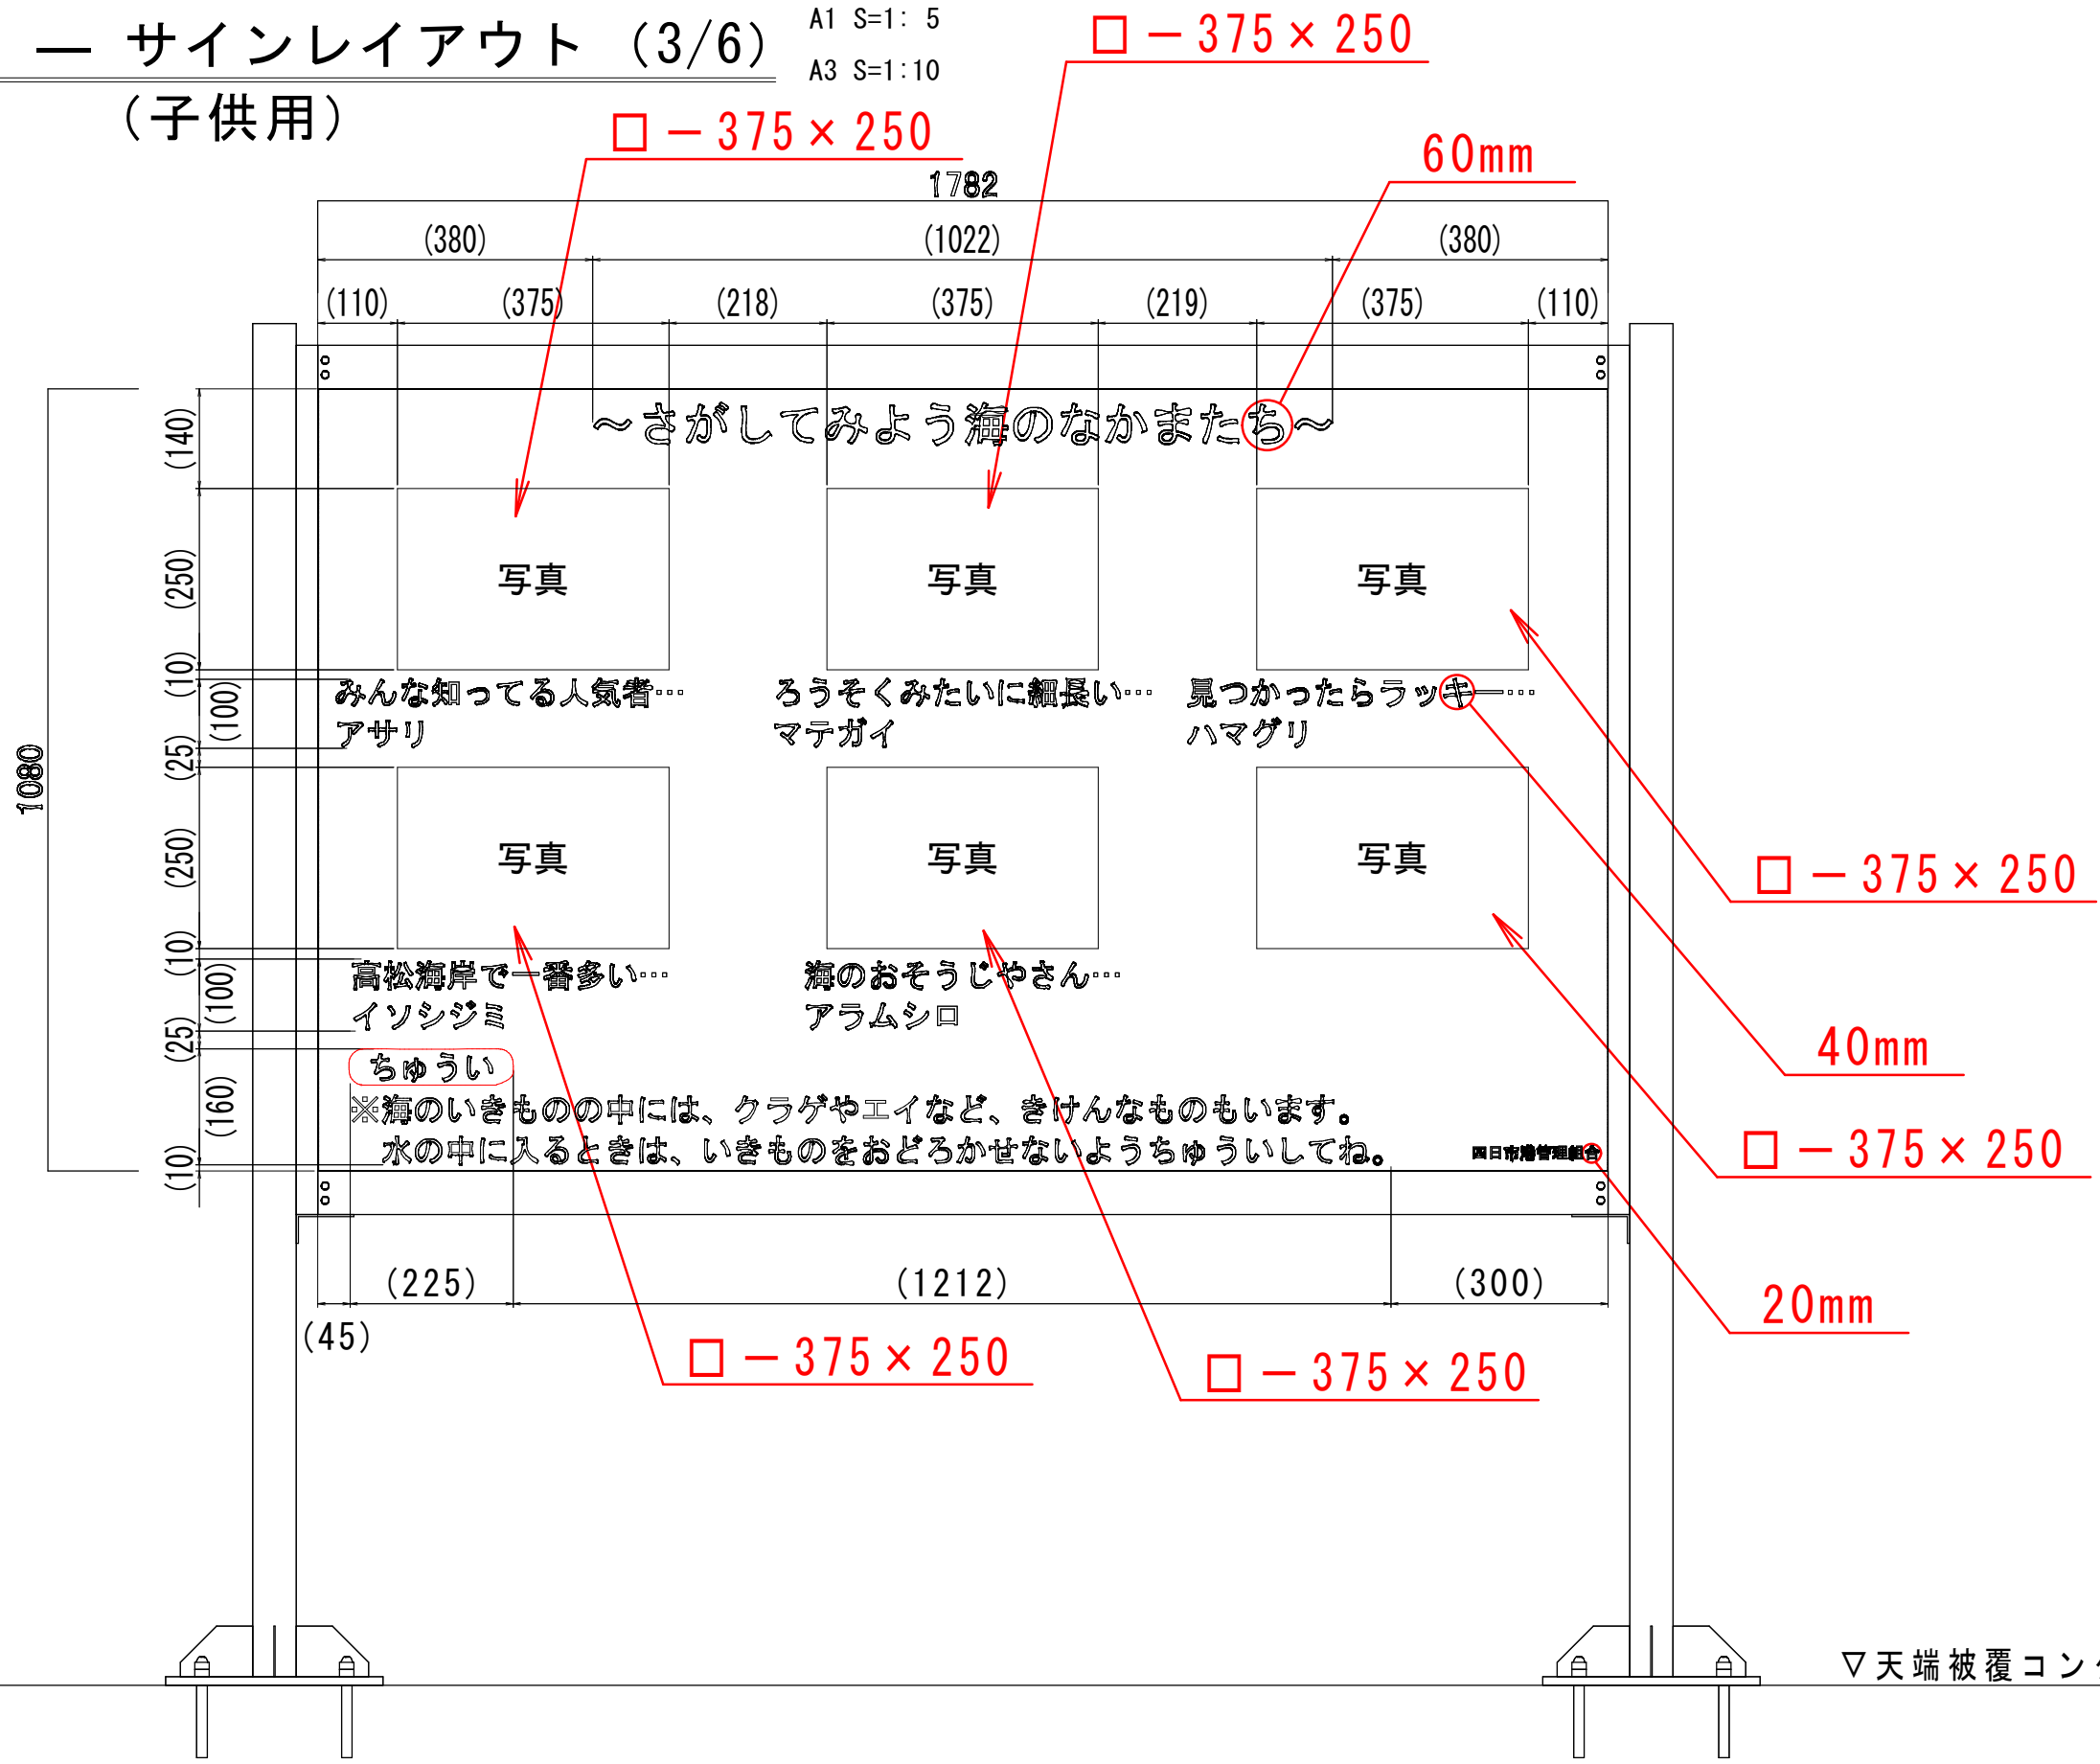 ― サインレイアウト (3/6)
A1 S=1: 5
A3 S=1:10
(子供用)
□－375×250
□－375×250
60mm
1782
(380)
(1022)
(380)
(110)
(375)
(218)
(375)
(219)
(375)
(110)
～さがしてみよう海のなかまたち～
(140)
(250)
(10)
(100)
(25)
(250)
(10)
(100)
(25)
(160)
(10)
1080
写真
写真
写真
みんな知ってる人気者…
アサリ
ろうそくみたいに細長い…
マテガイ
見つかったらラッキー…
ハマグリ
写真
写真
写真
□－375×250
高松海岸で一番多い…
イソシジミ
海のおそうじやさん…
アラムシロ
40mm
ちゅうい
※海のいきものの中には、クラゲやエイなど、きけんなものもいます。
水の中に入るときは、いきものをおどろかせないようちゅういしてね。
四日市港管理組合
□－375×250
(225)
(1212)
(300)
(45)
20mm
□－375×250
□－375×250
▽天端被覆コン